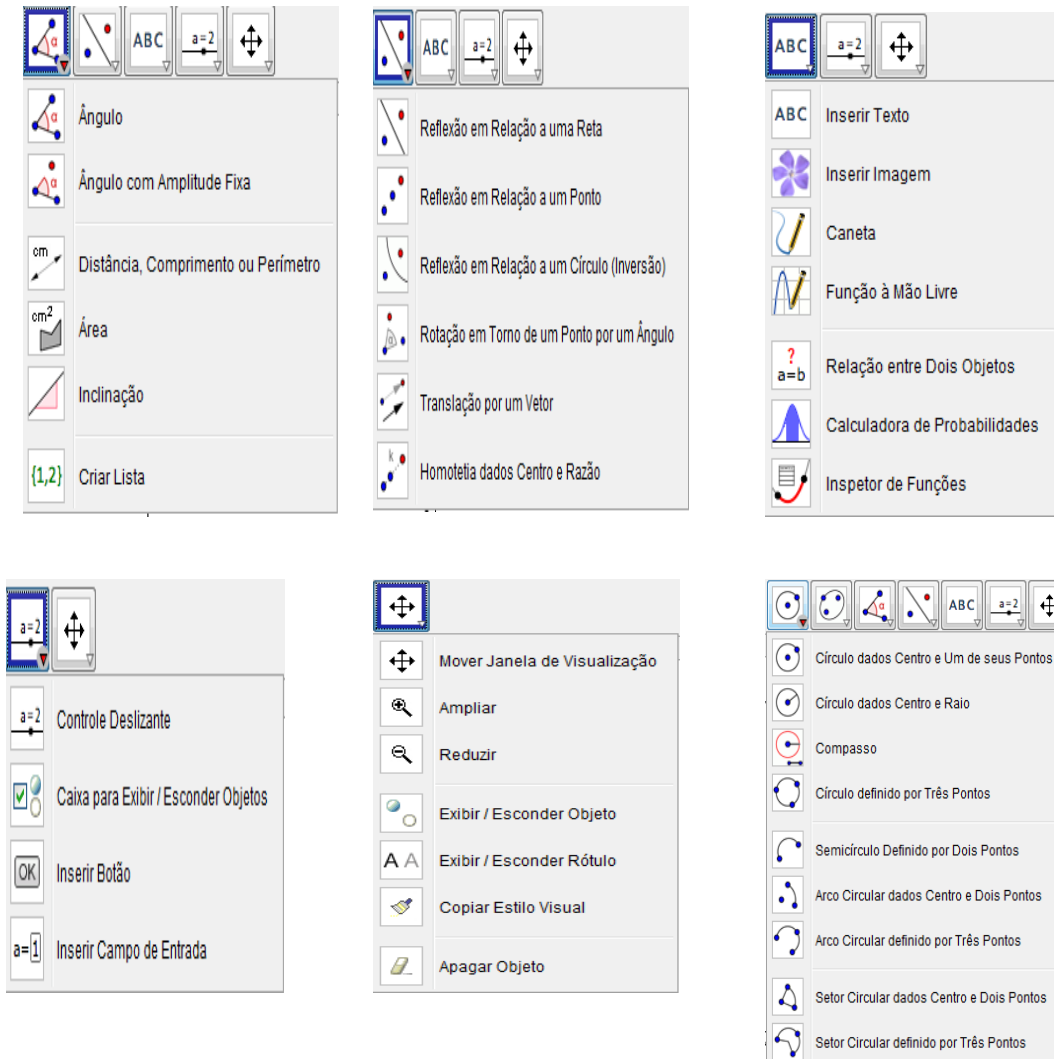 ABC
a=2
Ângulo
Ângulo com Amplitude Fixa
cm
Distância, Comprimento ou Perímetro
cm²
Área
Inclinação
{1,2}
Criar Lista
ABC
a=2
Reflexão em Relação a uma Reta
Reflexão em Relação a um Ponto
Reflexão em Relação a um Círculo (Inversão)
Rotação em Torno de um Ponto por um Ângulo
Translação por um Vetor
k
Homotetia dados Centro e Razão
ABC
a=2
ABC Inserir Texto
Inserir Imagem
Caneta
Função à Mão Livre
?
a=b Relação entre Dois Objetos
Calculadora de Probabilidades
Inspetor de Funções
a=2
a=2 Controle Deslizante
Caixa para Exibir / Esconder Objetos
OK Inserir Botão
a=1 Inserir Campo de Entrada
Mover Janela de Visualização
Ampliar
Reduzir
Exibir / Esconder Objeto
A A Exibir / Esconder Rótulo
Copiar Estilo Visual
Apagar Objeto
α
ABC
a=2
Círculo dados Centro e Um de seus Pontos
Círculo dados Centro e Raio
Compasso
Círculo definido por Três Pontos
Semicírculo Definido por Dois Pontos
Arco Circular dados Centro e Dois Pontos
Arco Circular definido por Três Pontos
Setor Circular dados Centro e Dois Pontos
Setor Circular definido por Três Pontos